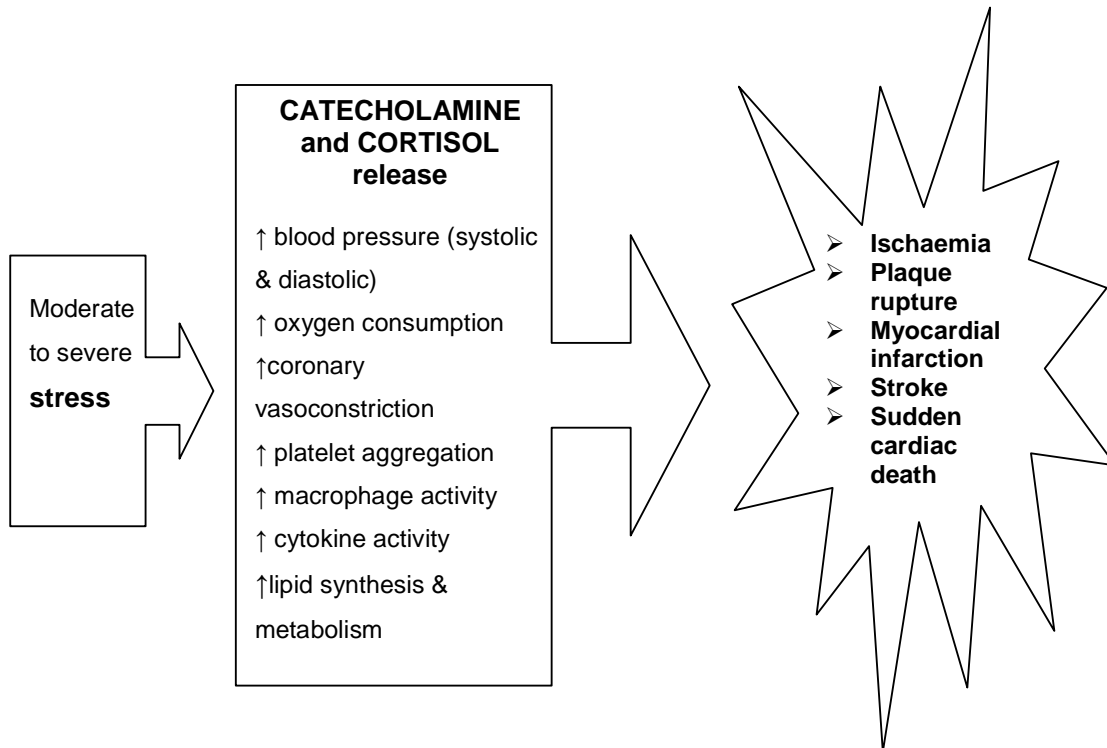 Moderate
to severe
stress
CATECHOLAMINE
and CORTISOL
release
↑ blood pressure (systolic
& diastolic)
↑ oxygen consumption
↑coronary
vasoconstriction
↑ platelet aggregation
↑ macrophage activity
↑ cytokine activity
↑lipid synthesis &
metabolism
➢ Ischaemia
➢ Plaque
rupture
➢ Myocardial
infarction
➢ Stroke
➢ Sudden
cardiac
death